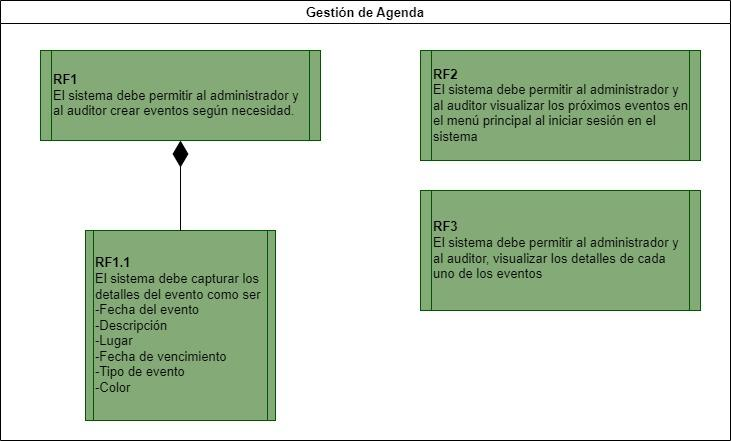 Gestión de Agenda
RF1
El sistema debe permitir al administrador y
al auditor crear eventos según necesidad.
RF1.1
El sistema debe capturar los
detalles del evento como ser
-Fecha del evento
-Descripción
-Lugar
-Fecha de vencimiento
-Tipo de evento
-Color
RF2
El sistema debe permitir al administrador y
al auditor visualizar los próximos eventos en
el menú principal al iniciar sesión en el
sistema
RF3
El sistema debe permitir al administrador y
al auditor, visualizar los detalles de cada
uno de los eventos